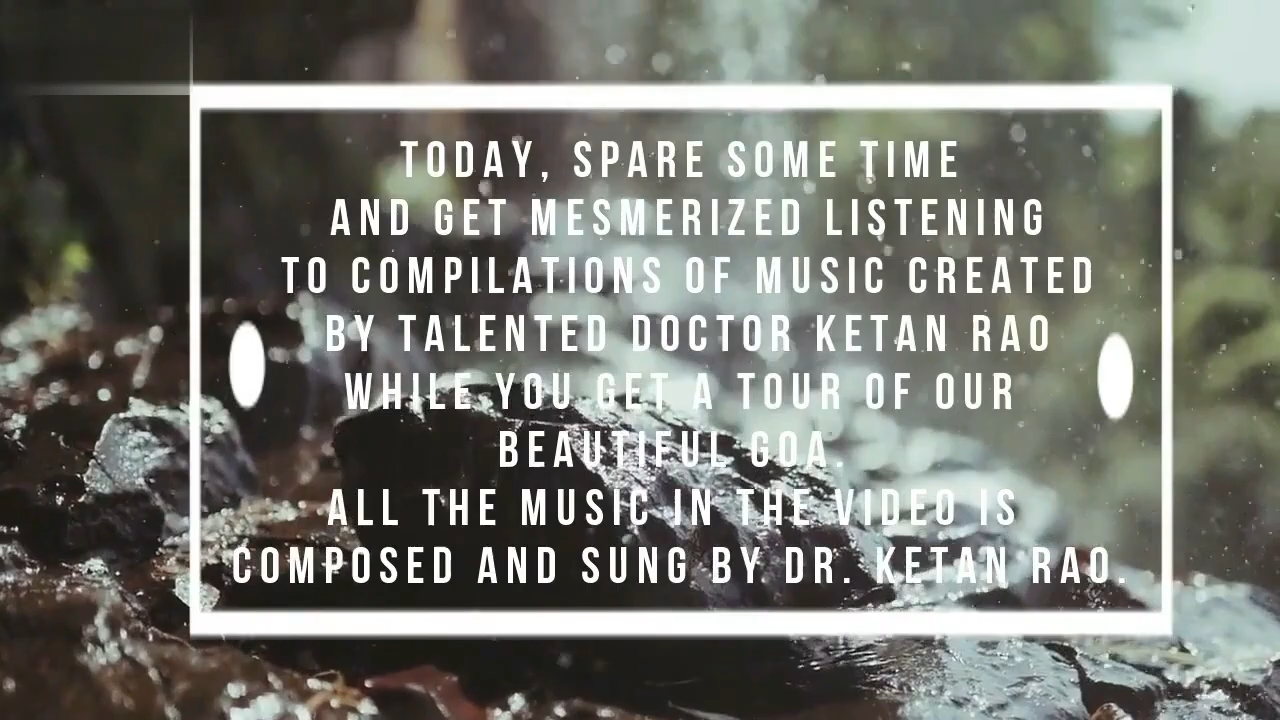 TODAY, SPARE SOME TIME
AND GET MESMERIZED LISTENING
TO COMPILATIONS OF MUSIC CREATED
BY TALENTED DOCTOR KETAN RAO
WHILE YOU GET A TOUR OF OUR
BEAUTIFUL GOA.
ALL THE MUSIC IN THE VIDEO IS
COMPOSED AND SUNG BY DR. KETAN RAO.